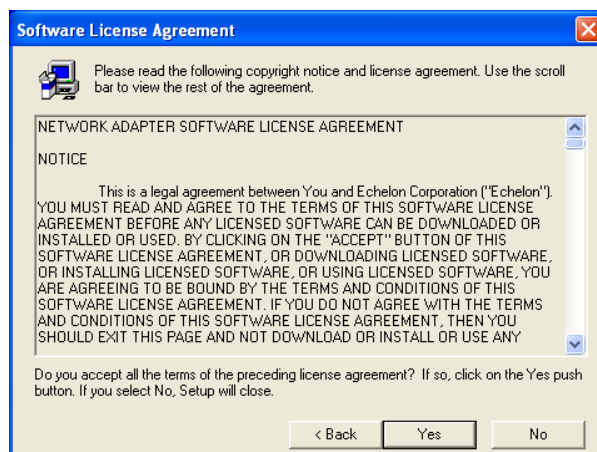 Software License Agreement
Please read the following copyright notice and license agreement. Use the scroll
bar to view the rest of the agreement.
NETWORK ADAPTER SOFTWARE LICENSE AGREEMENT
NOTICE
This is a legal agreement between You and Echelon Corporation ("Echelon").
YOU MUST READ AND AGREE TO THE TERMS OF THIS SOFTWARE LICENSE
AGREEMENT BEFORE ANY LICENSED SOFTWARE CAN BE DOWNLOADED OR
INSTALLED OR USED. BY CLICKING ON THE "ACCEPT" BUTTON OF THIS
SOFTWARE LICENSE AGREEMENT, OR DOWNLOADING LICENSED SOFTWARE,
OR INSTALLING LICENSED SOFTWARE, OR USING LICENSED SOFTWARE, YOU
ARE AGREEING TO BE BOUND BY THE TERMS AND CONDITIONS OF THIS
SOFTWARE LICENSE AGREEMENT. IF YOU DO NOT AGREE WITH THE TERMS
AND CONDITIONS OF THIS SOFTWARE LICENSE AGREEMENT, THEN YOU
SHOULD EXIT THIS PAGE AND NOT DOWNLOAD OR INSTALL OR USE ANY
Do you accept all the terms of the preceding license agreement? If so, click on the Yes push
button. If you select No, Setup will close.
< Back Yes No